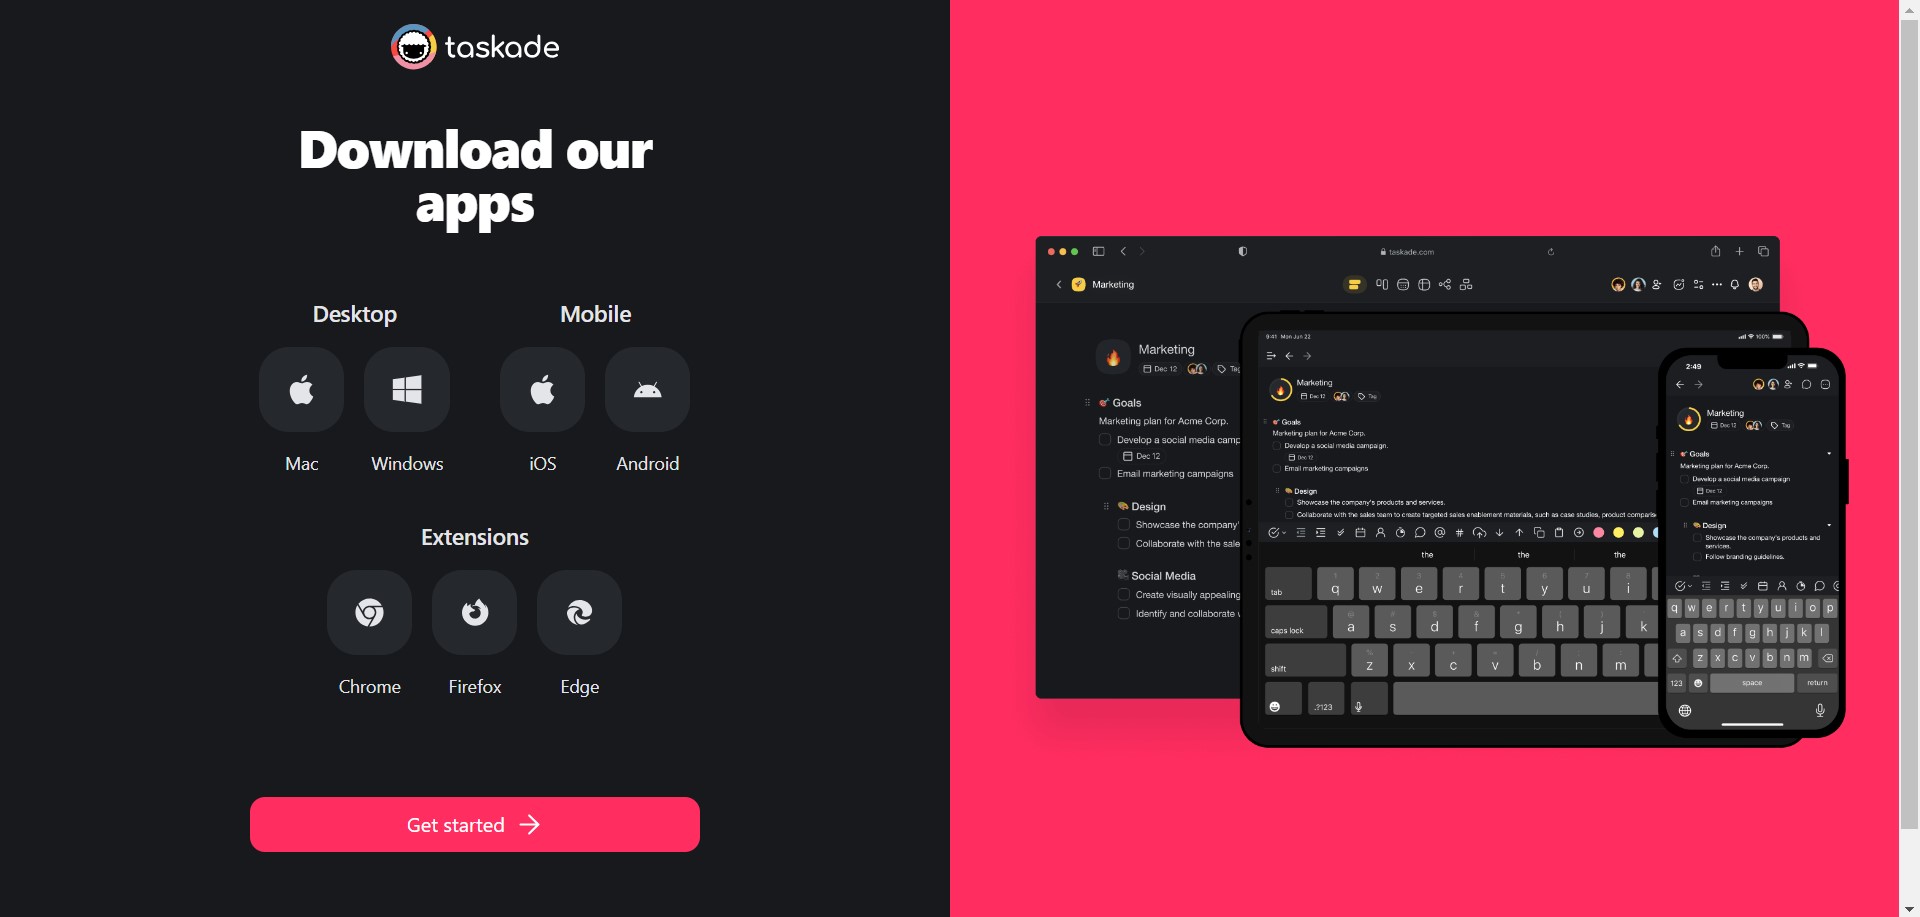 taskade
Download our
apps
Desktop
Mobile
Mac
Windows
iOS
Android
Extensions
Chrome
Firefox
Edge
Get started
taskade.com
Marketing
Marketing
Dec 12
Tag
Goals
Marketing plan for Acme Corp.
Develop a social media camp
Dec 12
Email marketing campaigns
Design
Showcase the company'
Collaborate with the sale
Social Media
Create visually appealing
Identify and collaborate
9:41 Mon Jun 22
100%
Marketing
Dec 12
Tag
Goals
Marketing plan for Acme Corp.
Develop a social media campaign.
Dec 12
Email marketing campaigns
Design
Showcase the company's products and services.
Collaborate with the sales team to create targeted sales enablement materials, such as case studies, product comparis
the the the
tab q w e r t y u i
caps lock a s d f g h j k
shift z x c v b n m
.?123
2:49
Marketing
Dec 12
Tag
Goals
Marketing plan for Acme Corp.
Develop a social media campaign
Dec 12
Email marketing campaigns
Design
Showcase the company's products and
services.
Follow branding guidelines.
q w e r t y u i o p
a s d f g h j k l
z x c v b n m
123 space return